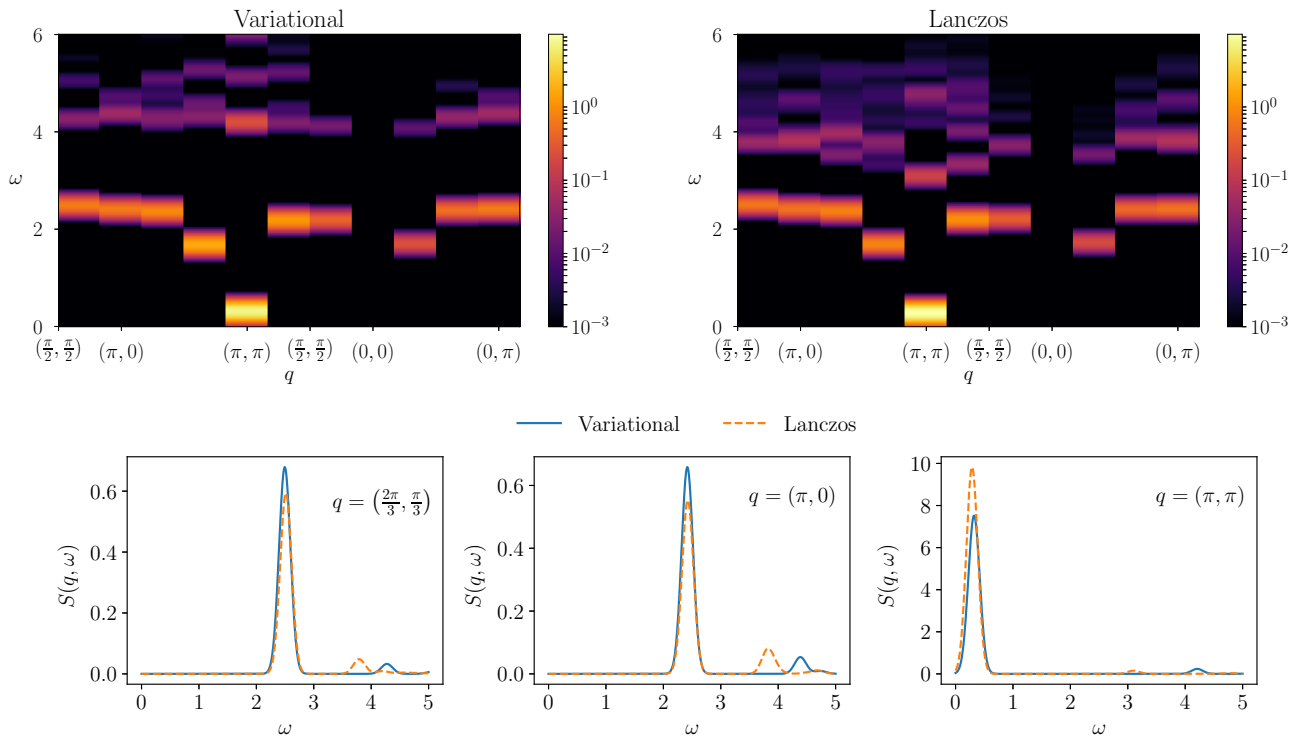 Variational
6
4
2
0
ω
(π/2, π/2) (π, 0) (π, π) (π/2, π/2) (0, 0) (0, π)
q
10⁰
10⁻¹
10⁻²
10⁻³
Lanczos
6
4
2
0
ω
(π/2, π/2) (π, 0) (π, π) (π/2, π/2) (0, 0) (0, π)
q
10⁰
10⁻¹
10⁻²
10⁻³
Variational Lanczos
q = (2π/3, π/3)
S(q, ω)
0.6
0.4
0.2
0.0
0 1 2 3 4 5
ω
q = (π, 0)
S(q, ω)
0.6
0.4
0.2
0.0
0 1 2 3 4 5
ω
q = (π, π)
S(q, ω)
10
8
6
4
2
0
0 1 2 3 4 5
ω